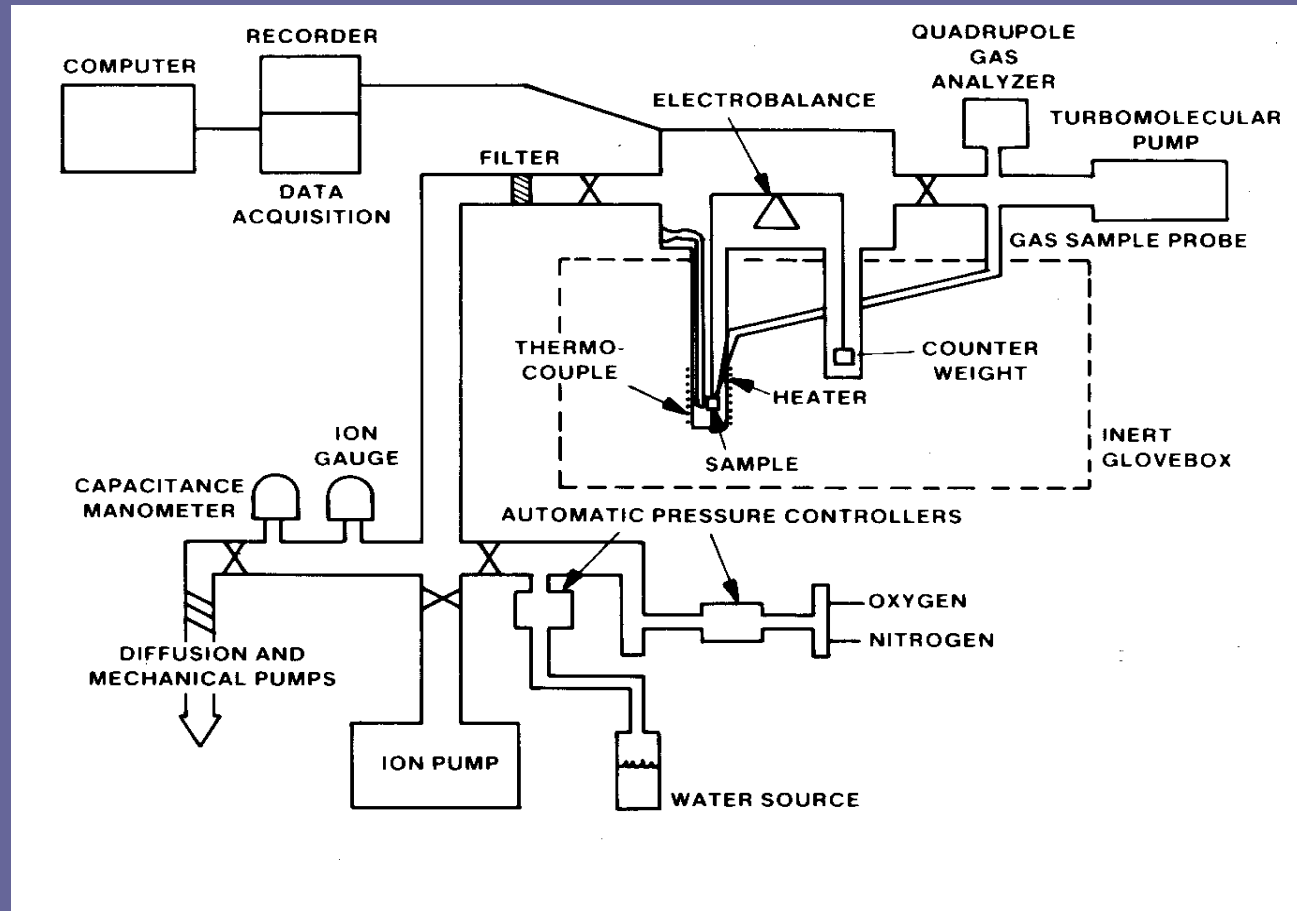 RECORDER
COMPUTER
DATA
ACQUISITION
FILTER
ELECTROBALANCE
QUADRUPOLE
GAS
ANALYZER
TURBOMOLECULAR
PUMP
GAS SAMPLE PROBE
THERMO-
COUPLE
HEATER
COUNTER
WEIGHT
SAMPLE
INERT
GLOVEBOX
ION
GAUGE
CAPACITANCE
MANOMETER
AUTOMATIC PRESSURE CONTROLLERS
OXYGEN
NITROGEN
DIFFUSION AND
MECHANICAL PUMPS
ION PUMP
WATER SOURCE